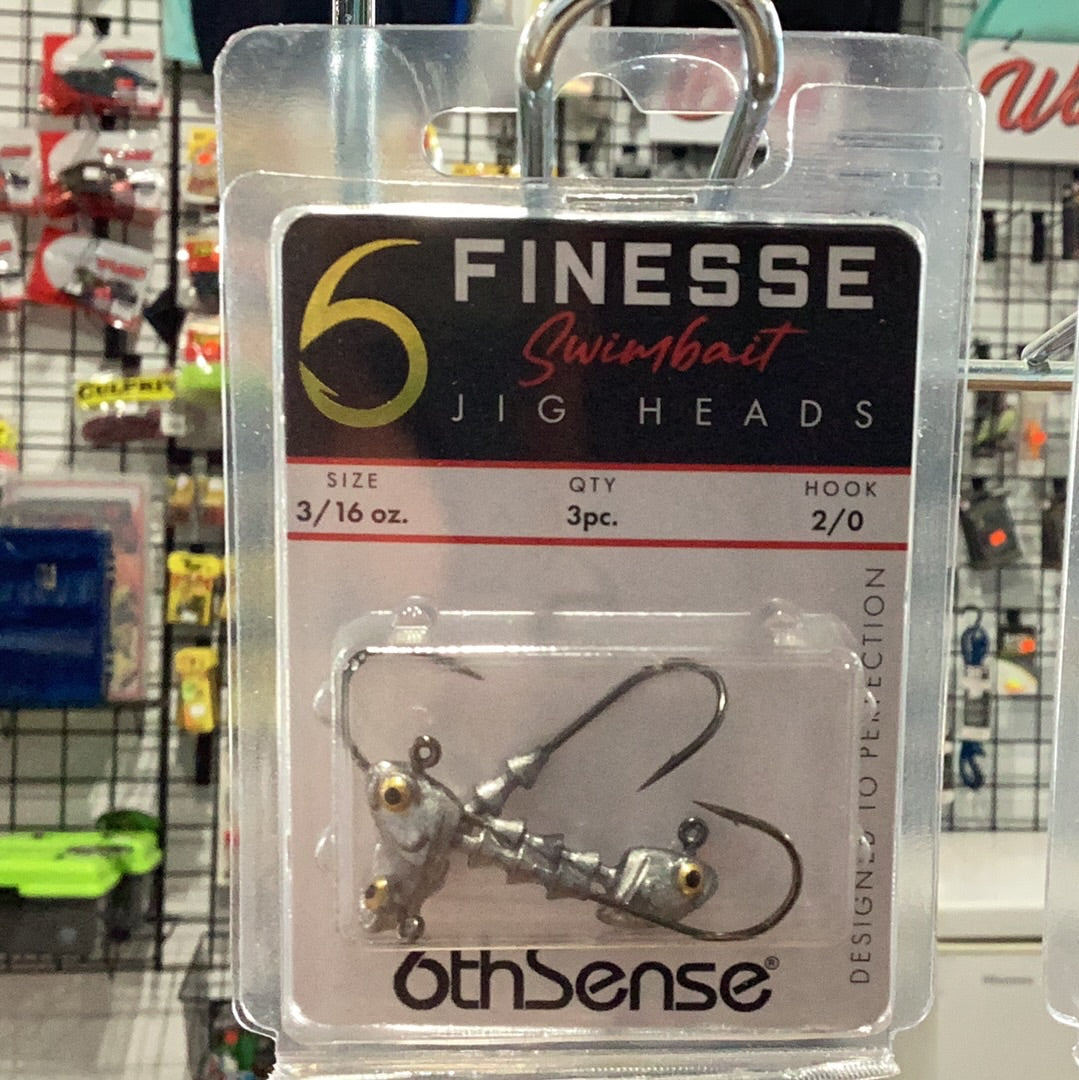 6 FINESSE
Swimbait
JIG HEADS
SIZE QTY HOOK
3/16 oz. 3pc. 2/0
DESIGNED TO PERFECTION
6thSense®